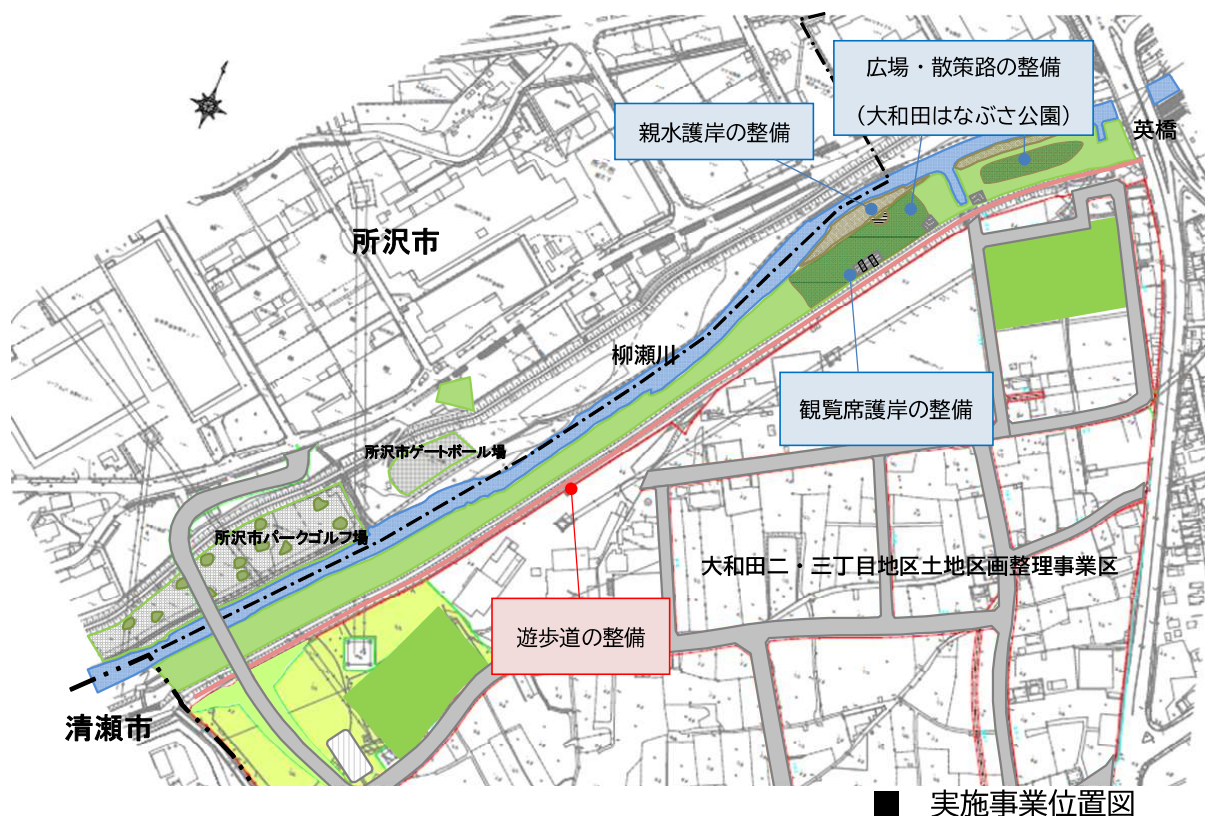 広場・散策路の整備
(大和田はなぶさ公園)
親水護岸の整備
英橋
所沢市
柳瀬川
観覧席護岸の整備
所沢市ゲートボール場
所沢市パークゴルフ場
大和田二・三丁目地区土地区画整理事業区
遊歩道の整備
清瀬市
■ 実施事業位置図